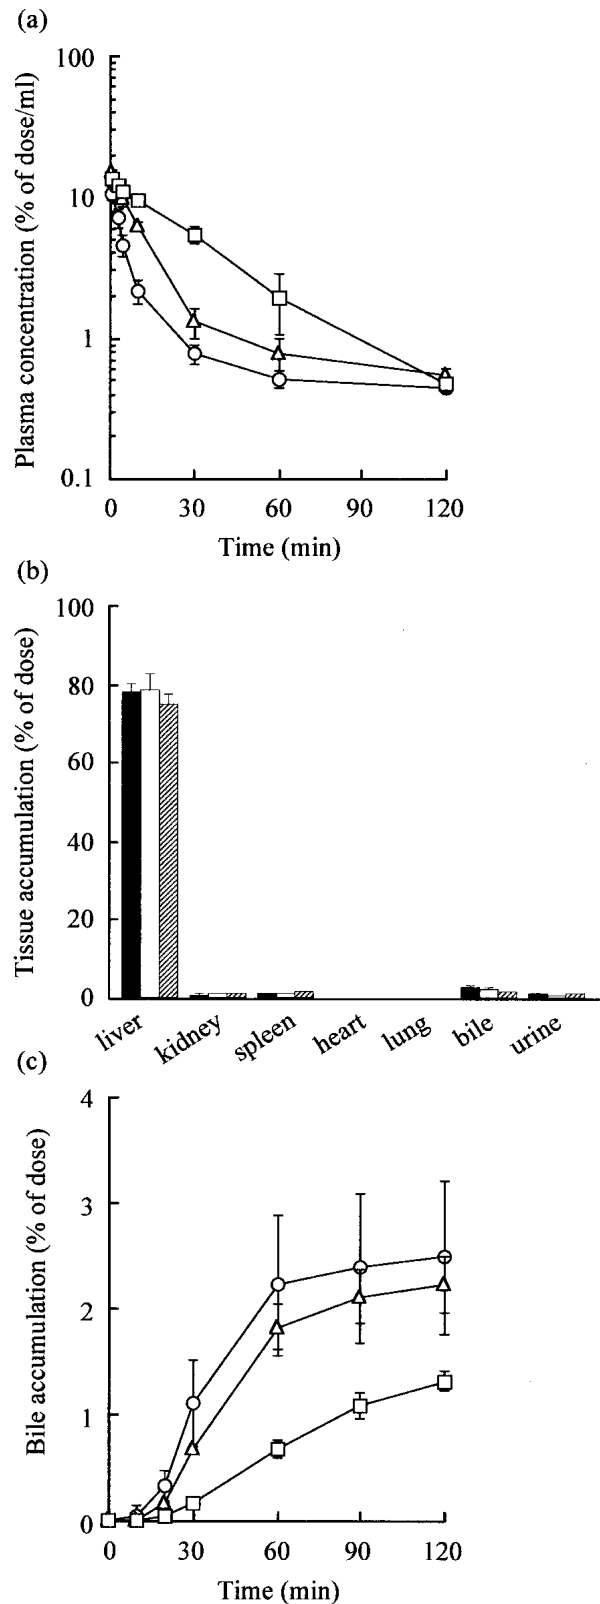 (a)
Plasma concentration (% of dose/ml)
100
10
1
0.1
0 30 60 90 120
Time (min)
(b)
Tissue accumulation (% of dose)
100
80
60
40
20
0
liver kidney spleen heart lung bile urine
(c)
Bile accumulation (% of dose)
4
3
2
1
0
0 30 60 90 120
Time (min)